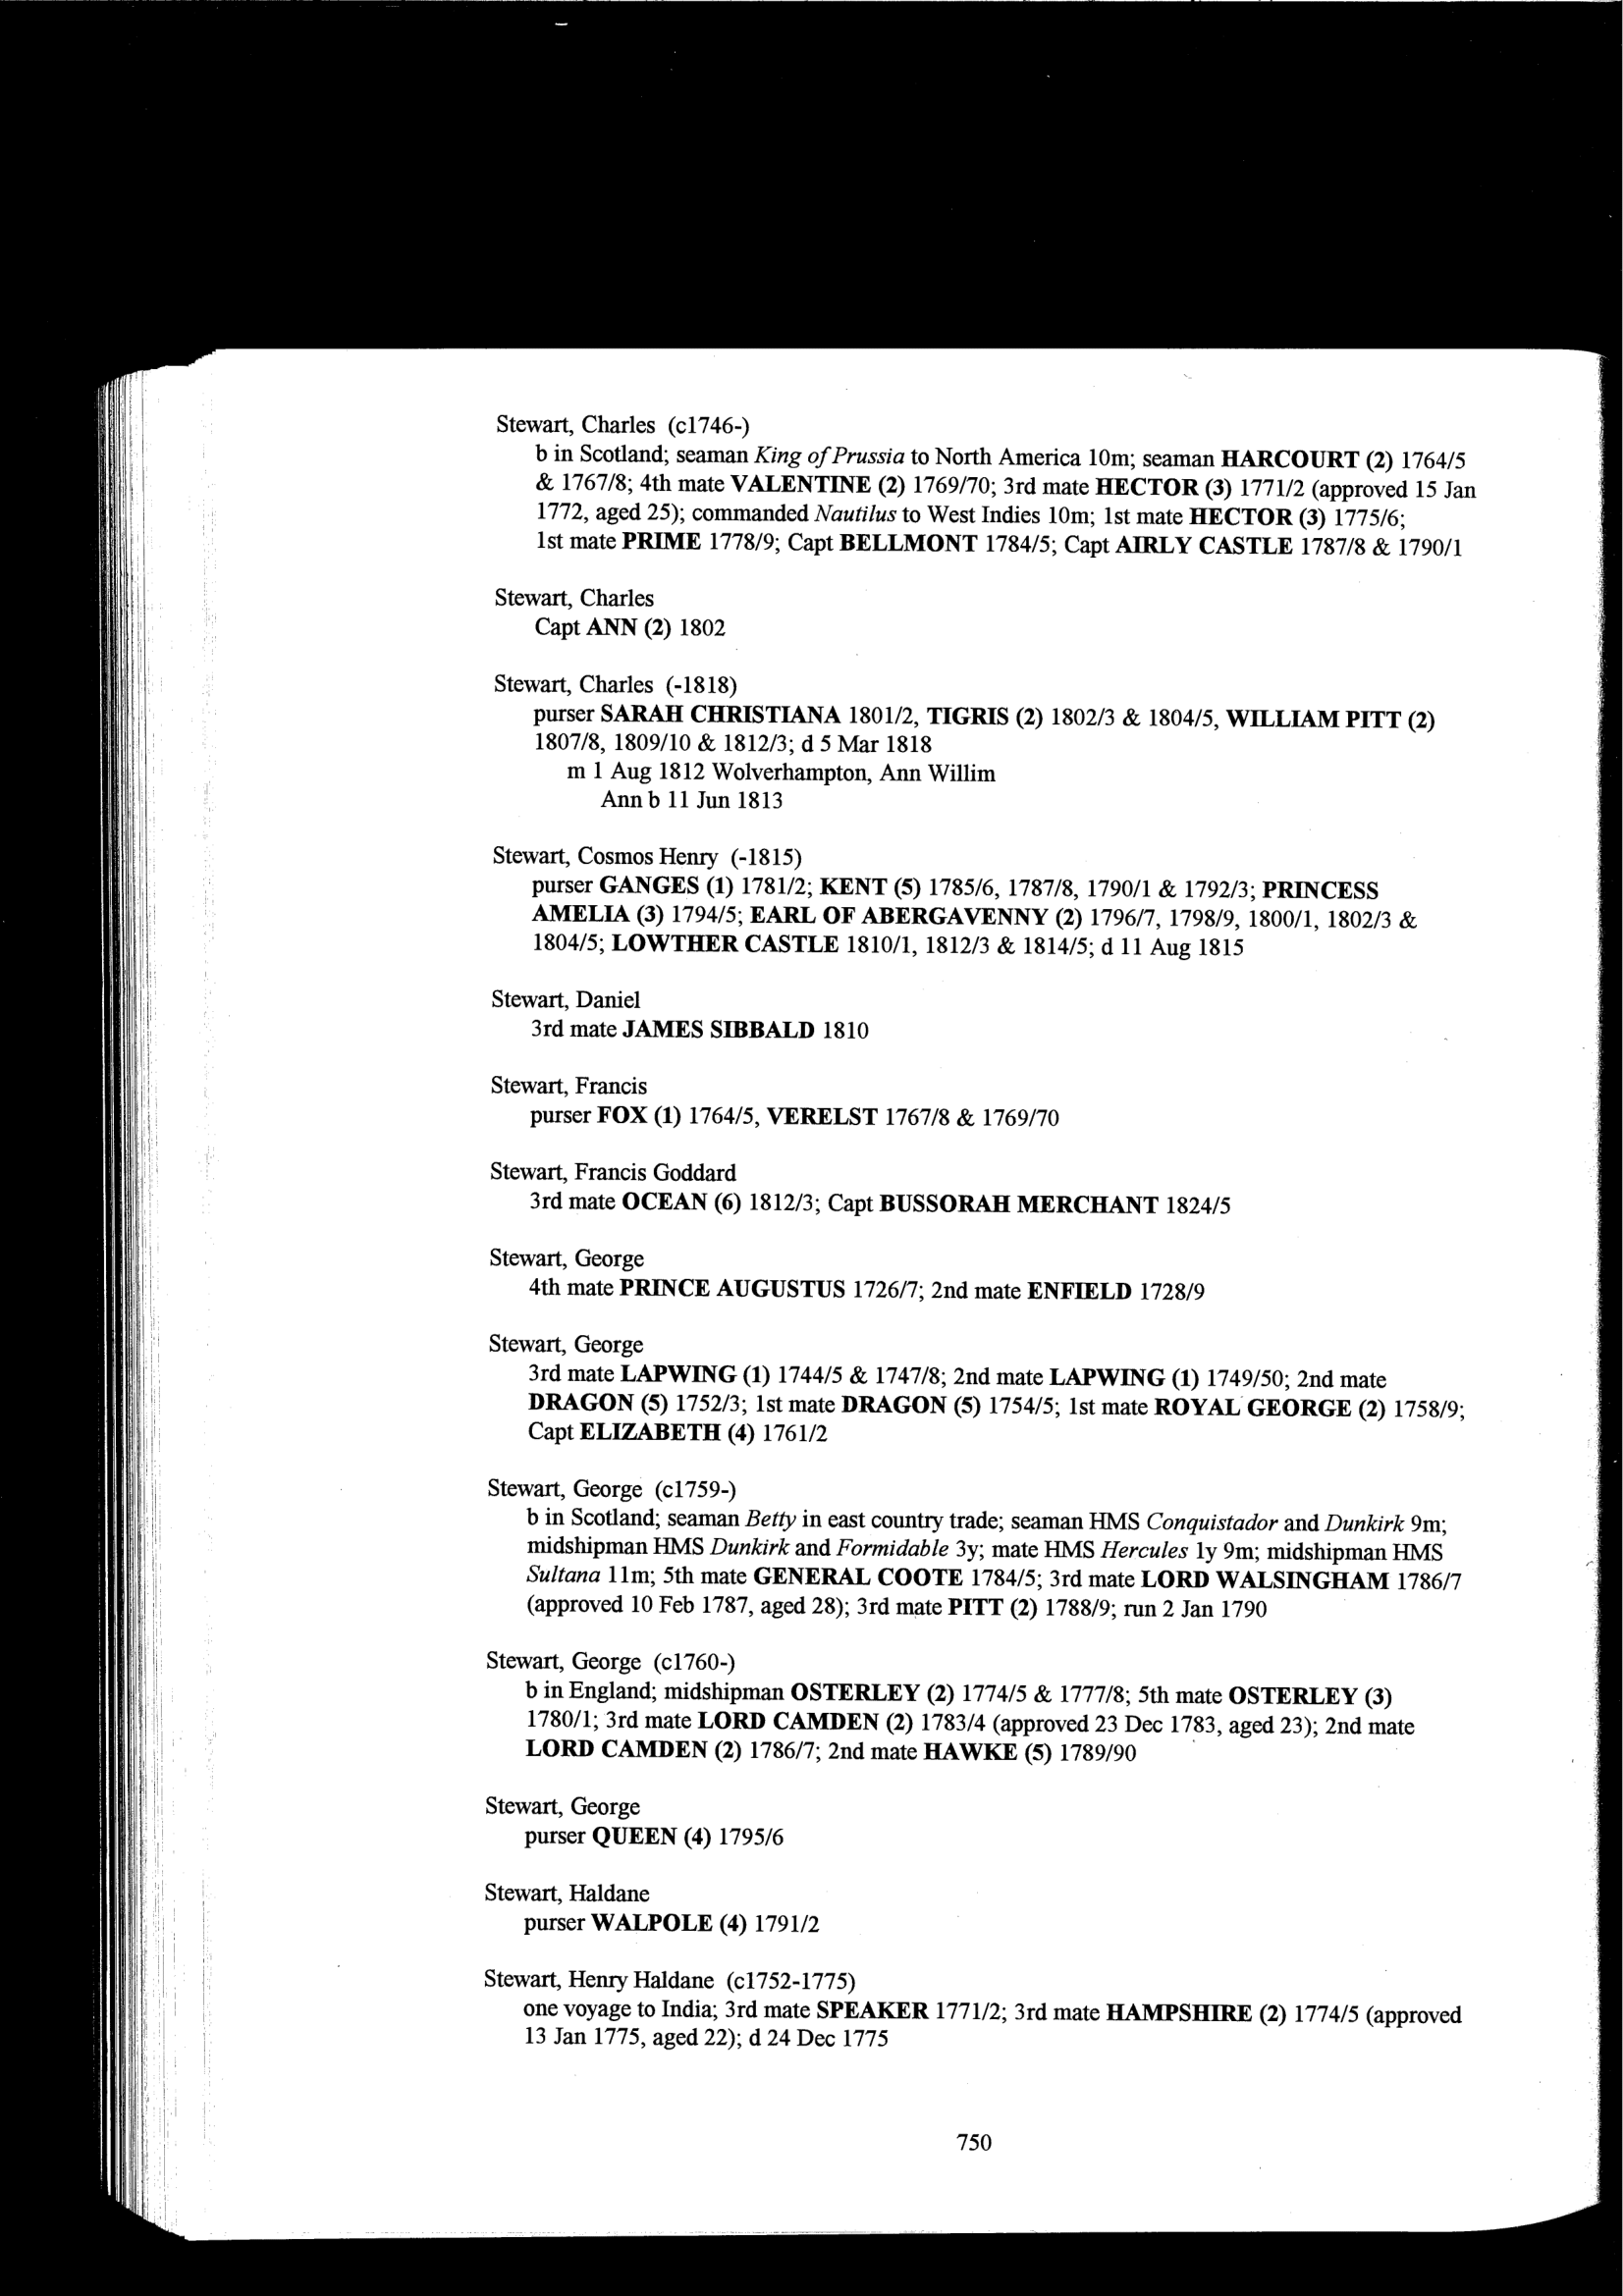 Stewart, Charles (c1746-)
b in Scotland; seaman King of Prussia to North America 10m; seaman HARCOURT (2) 1764/5
& 1767/8; 4th mate VALENTINE (2) 1769/70; 3rd mate HECTOR (3) 1771/2 (approved 15 Jan
1772, aged 25); commanded Nautilus to West Indies 10m; 1st mate HECTOR (3) 1775/6;
1st mate PRIME 1778/9; Capt BELLMONT 1784/5; Capt AIRLY CASTLE 1787/8 & 1790/1
Stewart, Charles
Capt ANN (2) 1802
Stewart, Charles (-1818)
purser SARAH CHRISTIANA 1801/2, TIGRIS (2) 1802/3 & 1804/5, WILLIAM PITT (2)
1807/8, 1809/10 & 1812/3; d 5 Mar 1818
m 1 Aug 1812 Wolverhampton, Ann Willim
Ann b 11 Jun 1813
Stewart, Cosmos Henry (-1815)
purser GANGES (1) 1781/2; KENT (5) 1785/6, 1787/8, 1790/1 & 1792/3; PRINCESS
AMELIA (3) 1794/5; EARL OF ABERGAVENNY (2) 1796/7, 1798/9, 1800/1, 1802/3 &
1804/5; LOWTHER CASTLE 1810/1, 1812/3 & 1814/5; d 11 Aug 1815
Stewart, Daniel
3rd mate JAMES SIBBALD 1810
Stewart, Francis
purser FOX (1) 1764/5, VERELST 1767/8 & 1769/70
Stewart, Francis Goddard
3rd mate OCEAN (6) 1812/3; Capt BUSSORAH MERCHANT 1824/5
Stewart, George
4th mate PRINCE AUGUSTUS 1726/7; 2nd mate ENFIELD 1728/9
Stewart, George
3rd mate LAPWING (1) 1744/5 & 1747/8; 2nd mate LAPWING (1) 1749/50; 2nd mate
DRAGON (5) 1752/3; 1st mate DRAGON (5) 1754/5; 1st mate ROYAL GEORGE (2) 1758/9;
Capt ELIZABETH (4) 1761/2
Stewart, George (c1759-)
b in Scotland; seaman Betty in east country trade; seaman HMS Conquistador and Dunkirk 9m;
midshipman HMS Dunkirk and Formidable 3y; mate HMS Hercules 1y 9m; midshipman HMS
Sultana 11m; 5th mate GENERAL COOTE 1784/5; 3rd mate LORD WALSINGHAM 1786/7
(approved 10 Feb 1787, aged 28); 3rd mate PITT (2) 1788/9; run 2 Jan 1790
Stewart, George (c1760-)
b in England; midshipman OSTERLEY (2) 1774/5 & 1777/8; 5th mate OSTERLEY (3)
1780/1; 3rd mate LORD CAMDEN (2) 1783/4 (approved 23 Dec 1783, aged 23); 2nd mate
LORD CAMDEN (2) 1786/7; 2nd mate HAWKE (5) 1789/90
Stewart, George
purser QUEEN (4) 1795/6
Stewart, Haldane
purser WALPOLE (4) 1791/2
Stewart, Henry Haldane (c1752-1775)
one voyage to India; 3rd mate SPEAKER 1771/2; 3rd mate HAMPSHIRE (2) 1774/5 (approved
13 Jan 1775, aged 22); d 24 Dec 1775
750